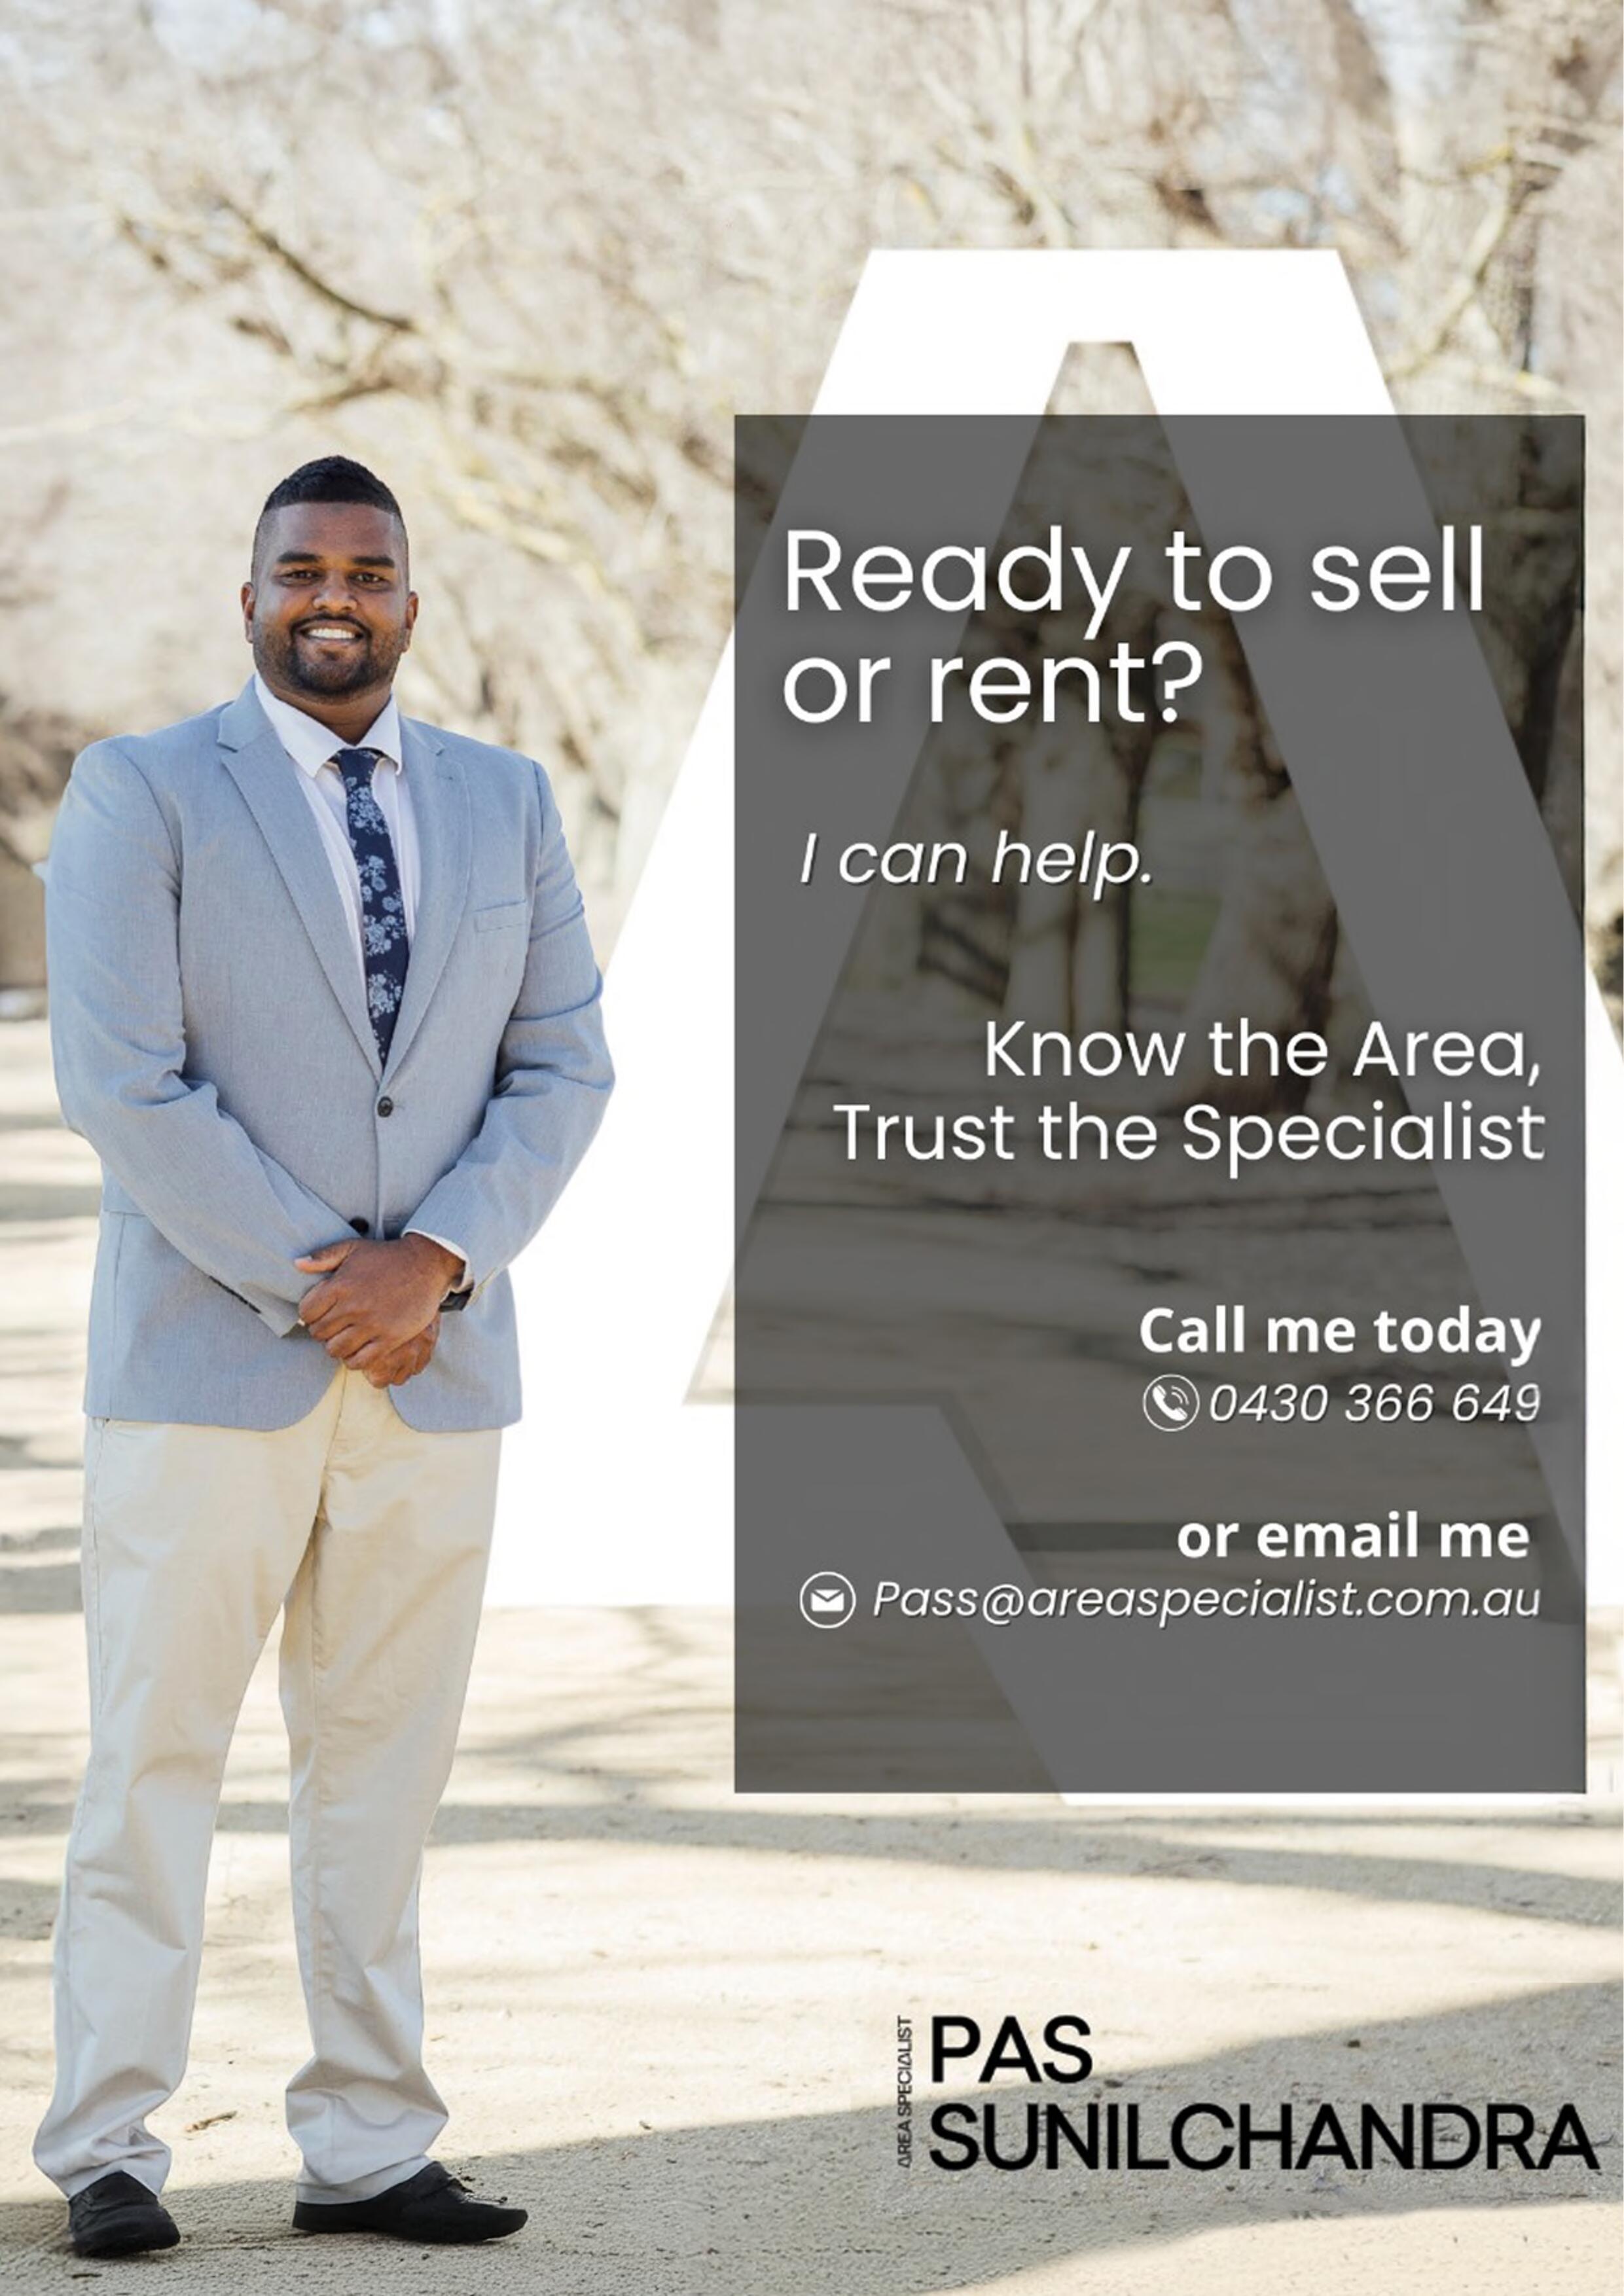 Ready to sell
or rent?
I can help.
Know the Area,
Trust the Specialist
Call me today
0430 366 649
or email me
Pass@areaspecialist.com.au
AREA SPECIALIST
PAS
SUNILCHANDRA